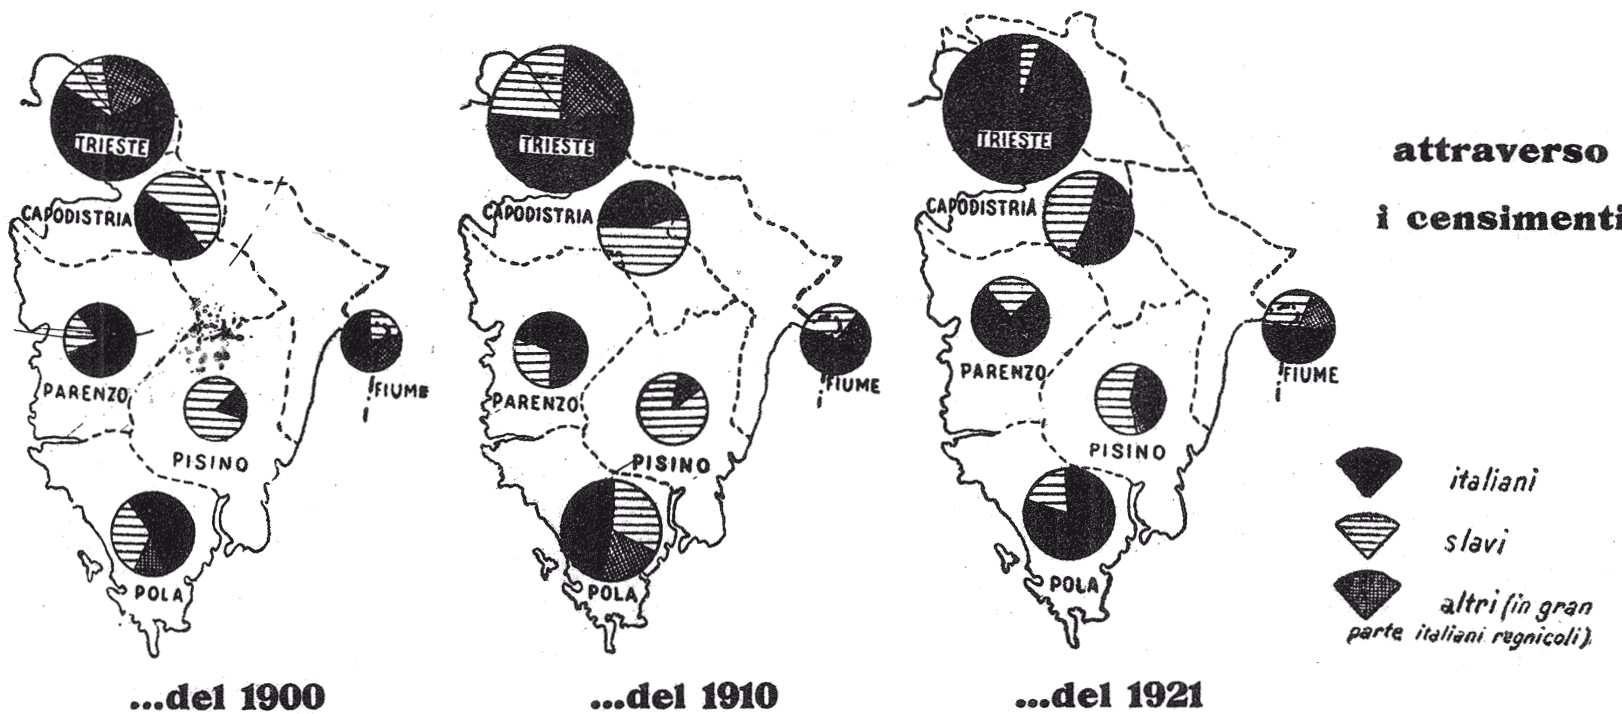 TRIESTE
CAPODISTRIA
PARENZO
FIUME
PISINO
POLA
...del 1900
TRIESTE
CAPODISTRIA
PARENZO
FIUME
PISINO
POLA
...del 1910
TRIESTE
CAPODISTRIA
PARENZO
FIUME
PISINO
POLA
...del 1921
attraverso
i censimenti
italiani
slavi
altri (in gran
parte italiani regnicoli).